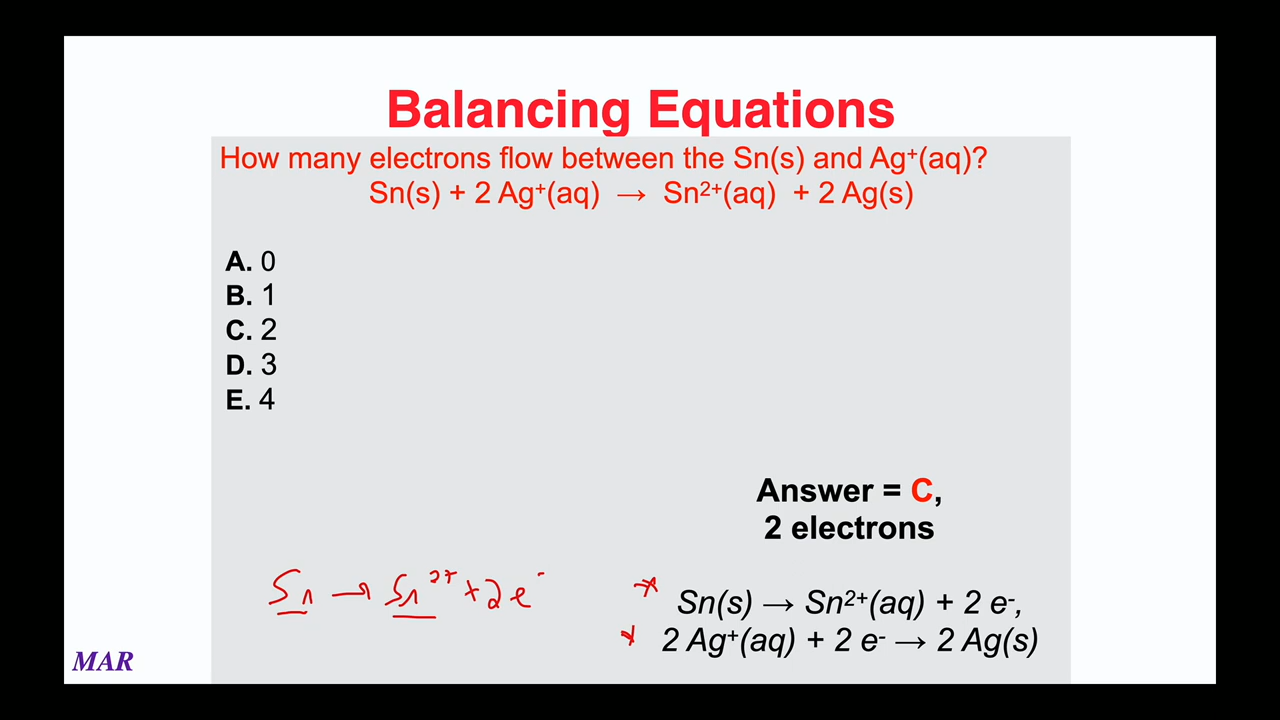 Balancing Equations
How many electrons flow between the Sn(s) and Ag⁺(aq)?
Sn(s) + 2 Ag⁺(aq) → Sn²⁺(aq) + 2 Ag(s)
A. 0
B. 1
C. 2
D. 3
E. 4
Answer = C,
2 electrons
Sn → Sn²⁺ + 2e⁻
* Sn(s) → Sn²⁺(aq) + 2 e⁻,
* 2 Ag⁺(aq) + 2 e⁻ → 2 Ag(s)
MAR